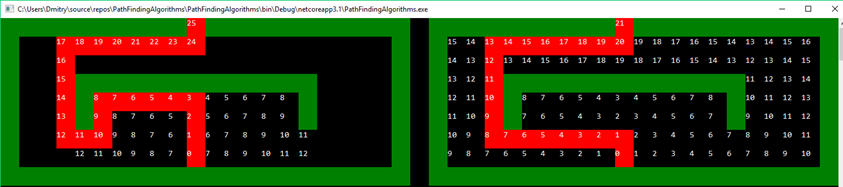 C:\Users\Dmitry\source\repos\PathFindingAlgorithms\PathFindingAlgorithms\bin\Debug\netcoreapp3.1\PathFindingAlgorithms.exe
25 21
17 18 19 20 21 22 23 24 15 14 13 14 15 16 17 18 19 20 19 18 17 16 15 14 13 14 15 16
16 14 13 12 13 14 15 16 17 18 19 18 17 16 15 14 13 12 13 14 15
15 13 12 11 11 12 13 14
14 8 7 6 5 4 3 4 5 6 7 8 12 11 10 8 7 6 5 4 3 4 5 6 7 8 10 11 12 13
13 9 8 7 6 5 2 5 6 7 8 9 11 10 9 7 6 5 4 3 2 3 4 5 6 7 9 10 11 12
12 11 10 9 8 7 6 1 6 7 8 9 10 11 10 9 8 7 6 5 4 3 2 1 2 3 4 5 6 7 8 9 10 11
12 11 10 9 8 7 0 7 8 9 10 11 12 9 8 7 6 5 4 3 2 1 0 1 2 3 4 5 6 7 8 9 10